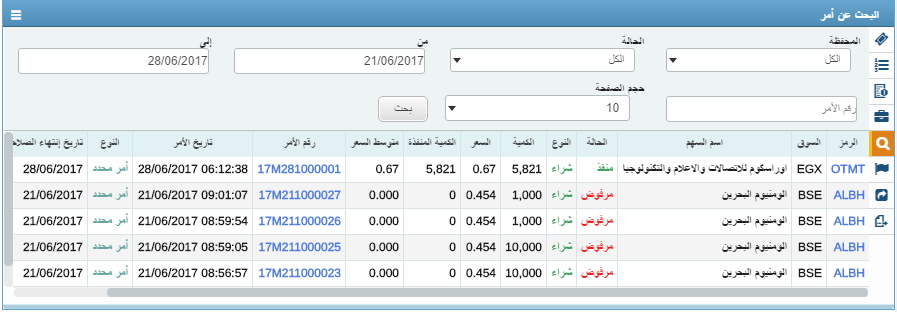 البحث عن أمر
المحفظة الحالة من إلى
الكل الكل 21/06/2017 28/06/2017
حجم الصفحة
رقم الأمر 10 بحث
الرمز السوق اسم السهم الحالة النوع الكمية السعر الكمية المنفذة متوسط السعر رقم الأمر تاريخ الأمر النوع تاريخ إنتهاء الصلاحـ
OTMT EGX اوراسكوم للاتصالات والاعلام والتكنولوجيا منفذ شراء 5,821 0.67 5,821 0.67 17M281000001 28/06/2017 06:12:38 أمر محدد 28/06/2017
ALBH BSE الومنيوم البحرين مرفوض شراء 1,000 0.454 0 0.000 17M211000027 21/06/2017 09:01:07 أمر محدد 21/06/2017
ALBH BSE الومنيوم البحرين مرفوض شراء 1,000 0.454 0 0.000 17M211000026 21/06/2017 08:59:54 أمر محدد 21/06/2017
ALBH BSE الومنيوم البحرين مرفوض شراء 10,000 0.454 0 0.000 17M211000025 21/06/2017 08:59:05 أمر محدد 21/06/2017
ALBH BSE الومنيوم البحرين مرفوض شراء 10,000 0.454 0 0.000 17M211000023 21/06/2017 08:56:57 أمر محدد 21/06/2017